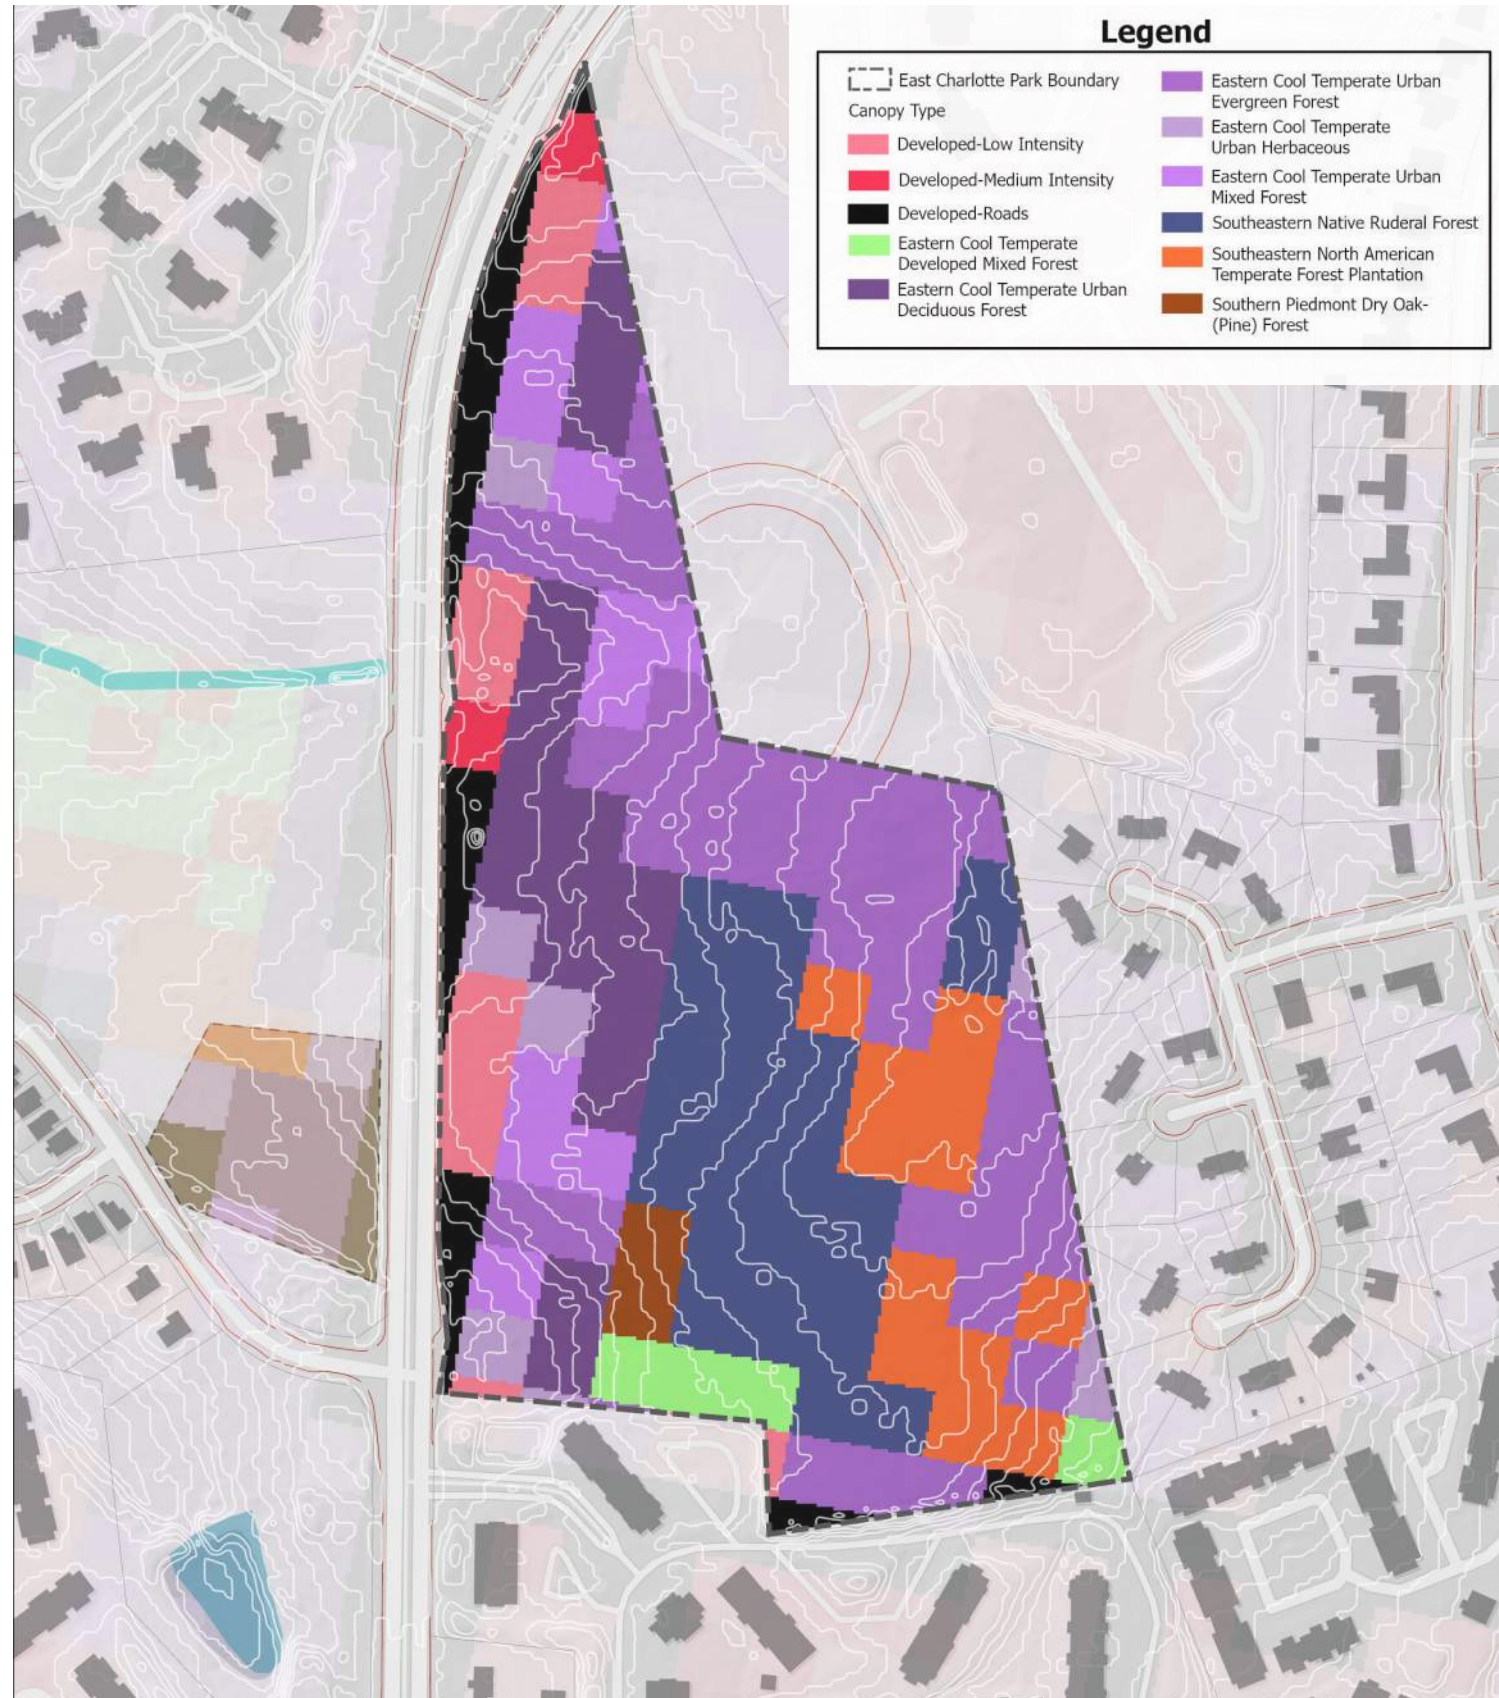 Legend
East Charlotte Park Boundary
Canopy Type
Developed-Low Intensity
Developed-Medium Intensity
Developed-Roads
Eastern Cool Temperate
Developed Mixed Forest
Eastern Cool Temperate Urban
Deciduous Forest
Eastern Cool Temperate Urban
Evergreen Forest
Eastern Cool Temperate
Urban Herbaceous
Eastern Cool Temperate Urban
Mixed Forest
Southeastern Native Ruderal Forest
Southeastern North American
Temperate Forest Plantation
Southern Piedmont Dry Oak-
(Pine) Forest